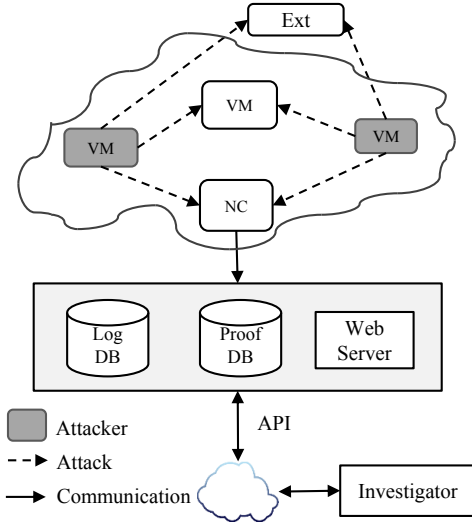 Ext
VM
VM
VM
NC
Log
DB
Proof
DB
Web
Server
Attacker
API
Attack
Communication
Investigator